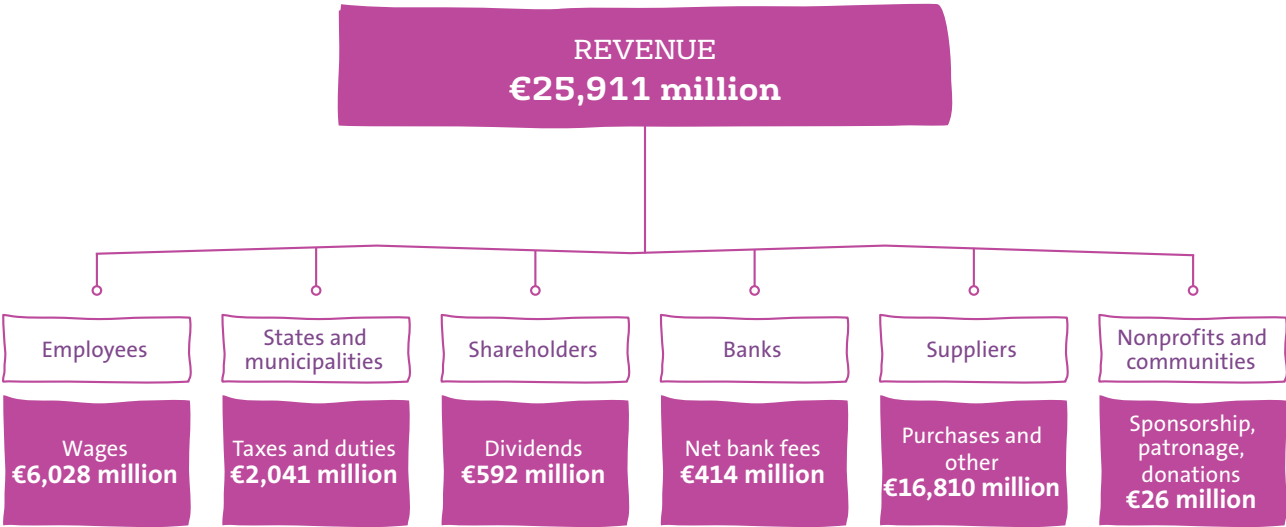 REVENUE
€25,911 million
Employees
States and
municipalities
Shareholders
Banks
Suppliers
Nonprofits and
communities
Wages
€6,028 million
Taxes and duties
€2,041 million
Dividends
€592 million
Net bank fees
€414 million
Purchases and
other
€16,810 million
Sponsorship,
patronage,
donations
€26 million